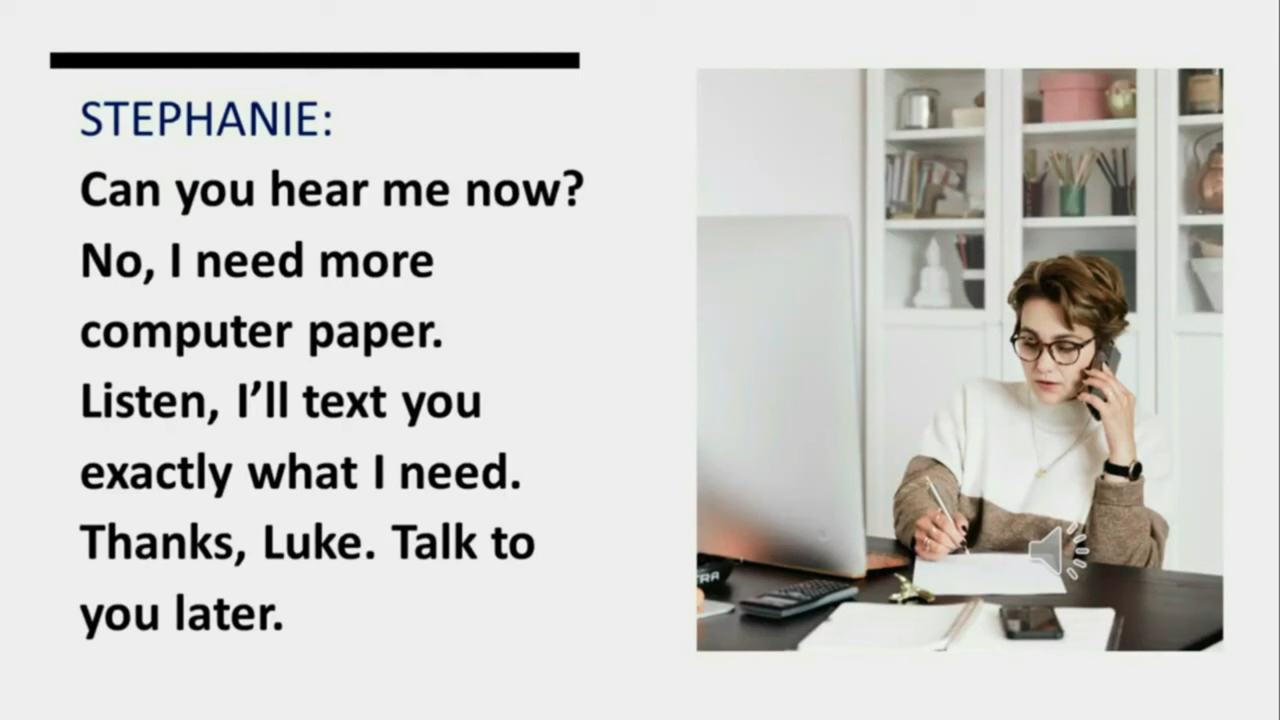 STEPHANIE:
Can you hear me now?
No, I need more
computer paper.
Listen, I’ll text you
exactly what I need.
Thanks, Luke. Talk to
you later.
TRA